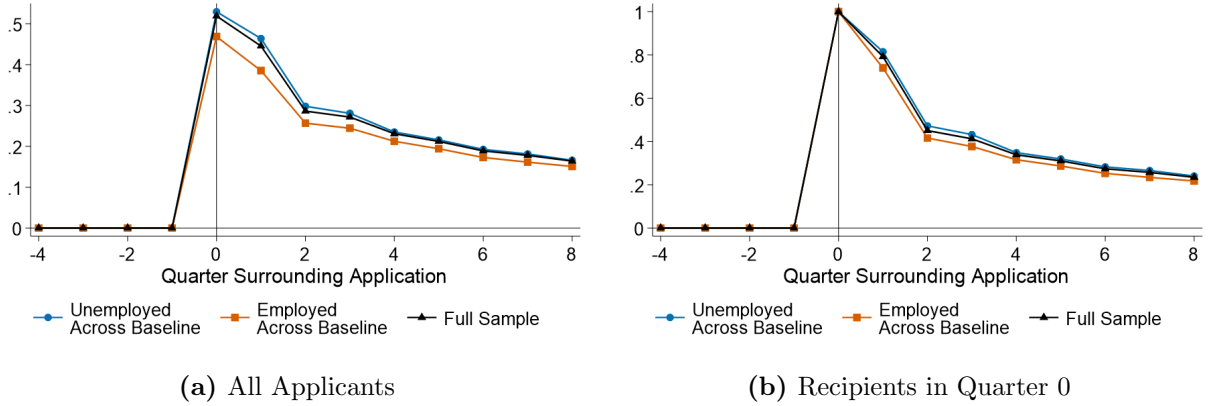 .5
.4
.3
.2
.1
0
-4 -2 0 2 4 6 8
Quarter Surrounding Application
Unemployed
Across Baseline
Employed
Across Baseline
Full Sample
(a) All Applicants
1
.8
.6
.4
.2
0
-4 -2 0 2 4 6 8
Quarter Surrounding Application
Unemployed
Across Baseline
Employed
Across Baseline
Full Sample
(b) Recipients in Quarter 0